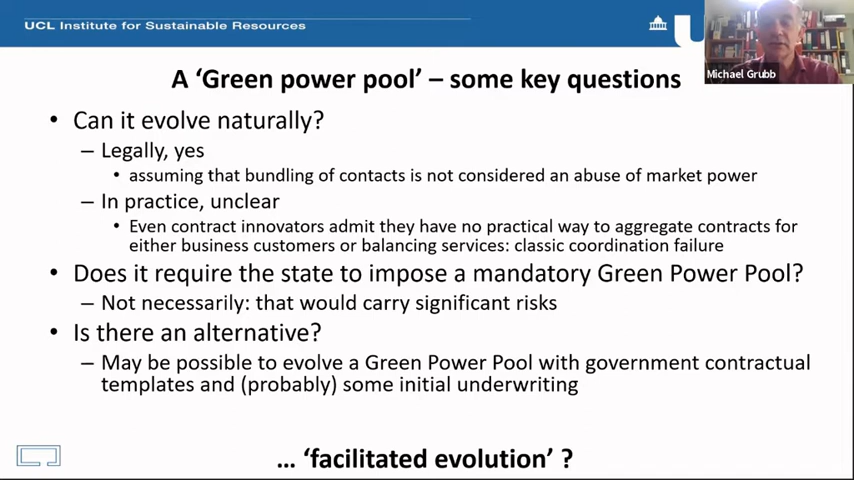 UCL Institute for Sustainable Resources
Michael Grubb
A ‘Green power pool’ – some key questions
• Can it evolve naturally?
– Legally, yes
• assuming that bundling of contacts is not considered an abuse of market power
– In practice, unclear
• Even contract innovators admit they have no practical way to aggregate contracts for
either business customers or balancing services: classic coordination failure
• Does it require the state to impose a mandatory Green Power Pool?
– Not necessarily: that would carry significant risks
• Is there an alternative?
– May be possible to evolve a Green Power Pool with government contractual
templates and (probably) some initial underwriting
... ‘facilitated evolution’ ?